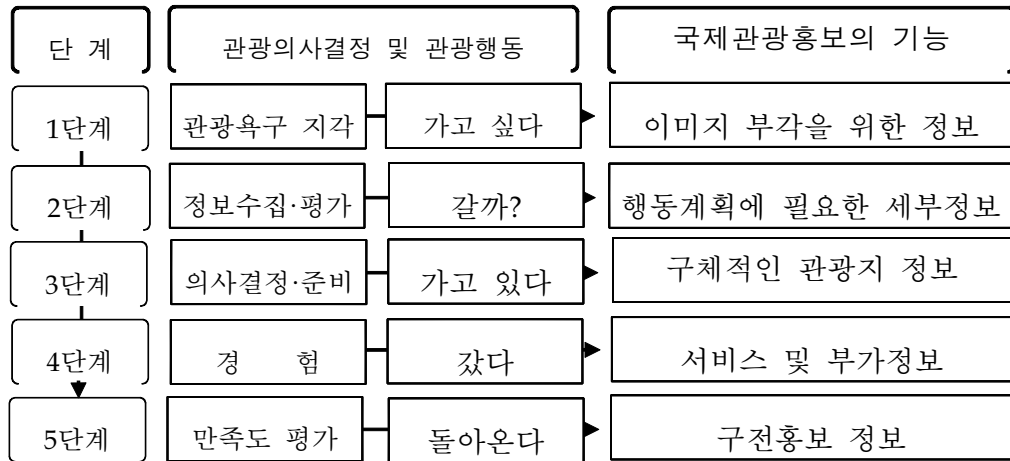 단 계 관광의사결정 및 관광행동 국제관광홍보의 기능
1단계 관광욕구 지각 가고 싶다 이미지 부각을 위한 정보
2단계 정보수집·평가 갈까? 행동계획에 필요한 세부정보
3단계 의사결정·준비 가고 있다 구체적인 관광지 정보
4단계 경 험 갔다 서비스 및 부가정보
5단계 만족도 평가 돌아온다 구전홍보 정보